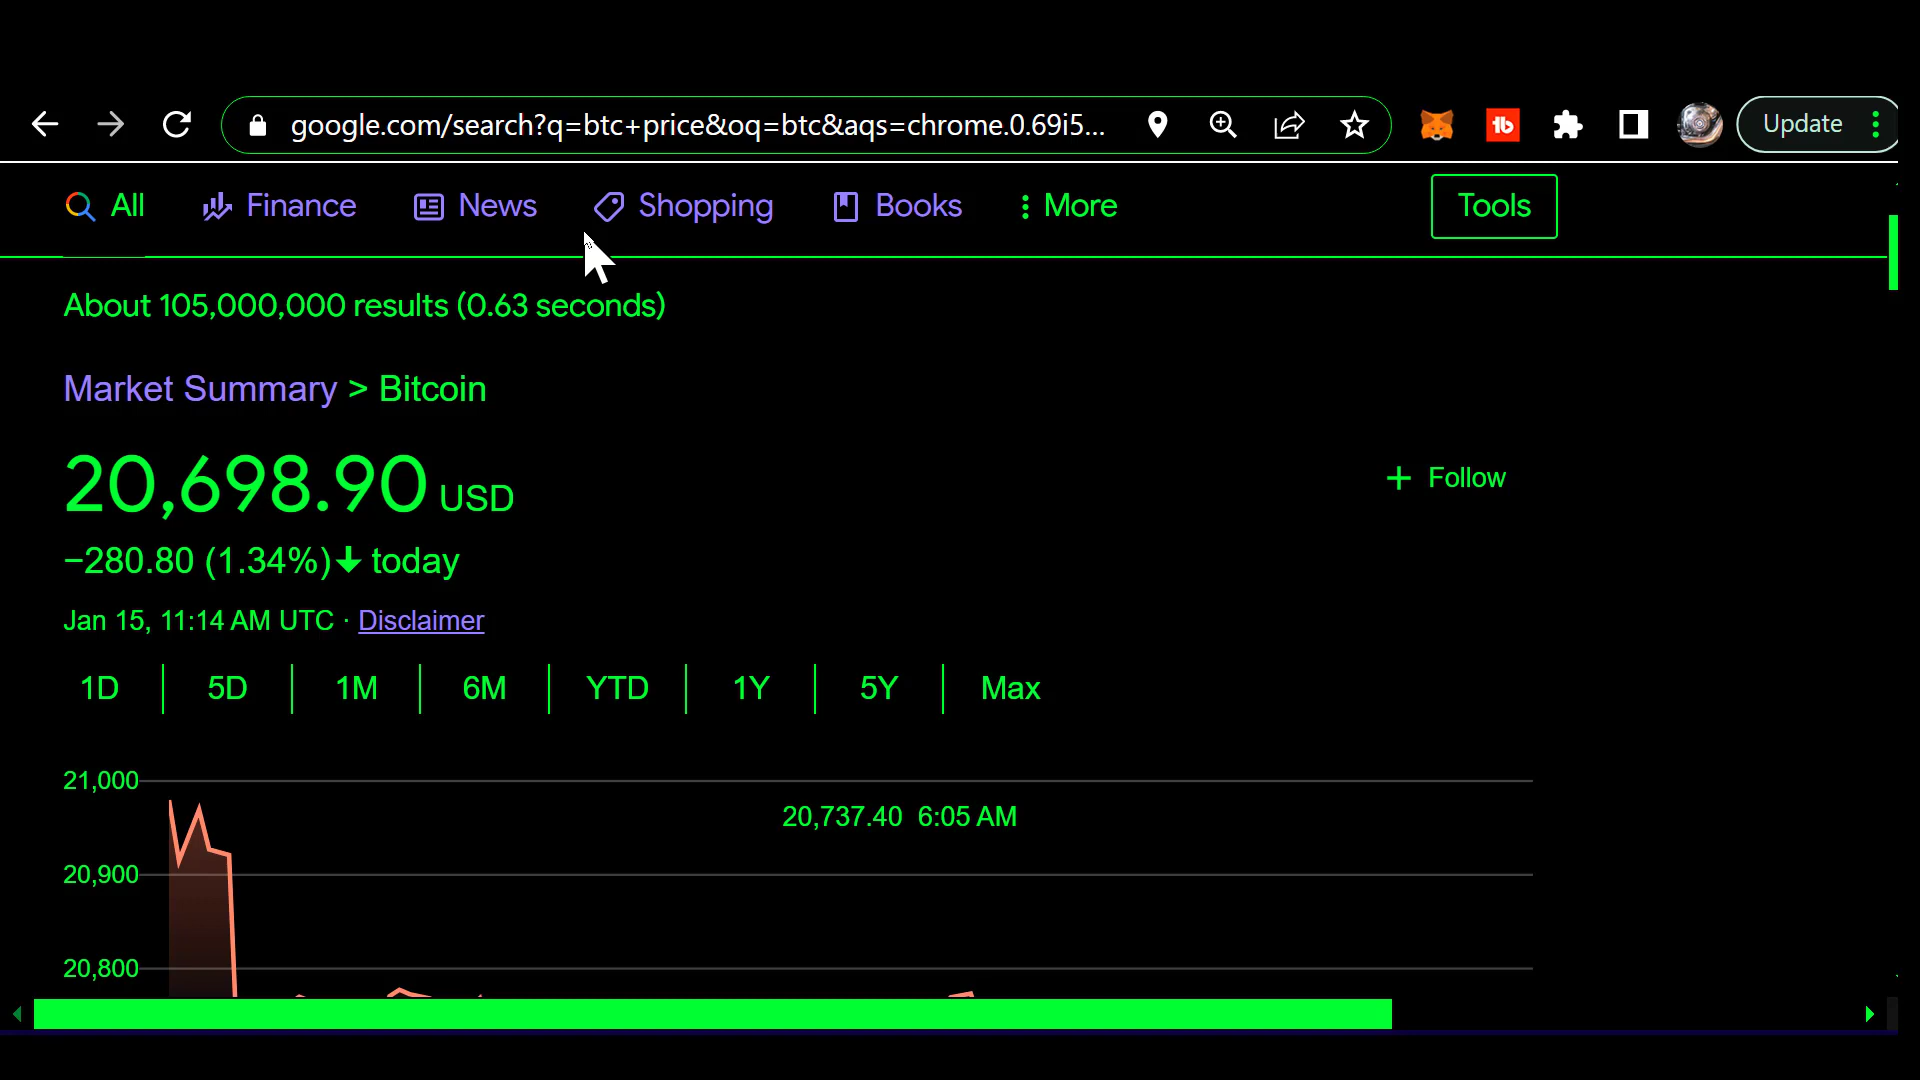 google.com/search?q=btc+price&oq=btc&aqs=chrome.0.69i5...
tb
Update
All
Finance
News
Shopping
Books
More
Tools
About 105,000,000 results (0.63 seconds)
Market Summary > Bitcoin
20,698.90 USD
+ Follow
−280.80 (1.34%) today
Jan 15, 11:14 AM UTC · Disclaimer
1D
5D
1M
6M
YTD
1Y
5Y
Max
21,000
20,737.40 6:05 AM
20,900
20,800